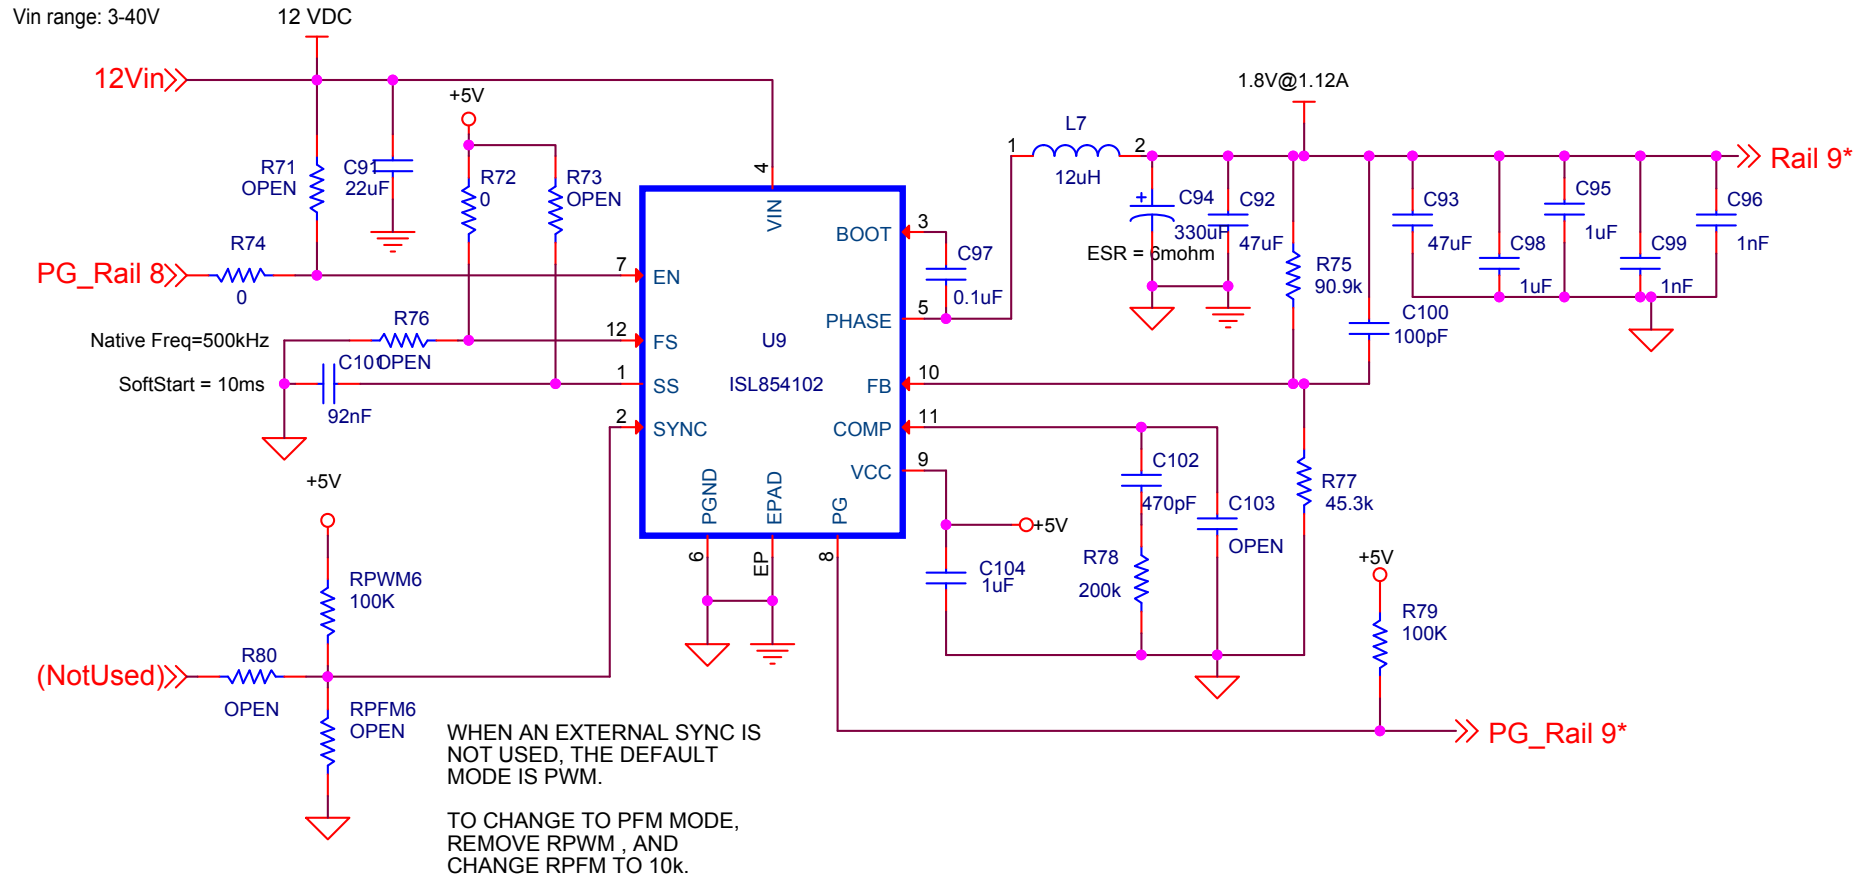 Vin range: 3-40V
12 VDC
12Vin
+5V
1.8V@1.12A
L7
1
2
12uH
Rail 9*
R71
OPEN
C91
22uF
R72
0
R73
OPEN
4
VIN
BOOT
3
C94
330uF
ESR = 6mohm
C92
47uF
C93
47uF
C95
1uF
C96
1nF
C98
1uF
C99
1nF
R74
0
PG_Rail 8
7
EN
C97
0.1uF
R75
90.9k
PHASE
5
C100
100pF
R76
OPEN
Native Freq=500kHz
12
FS
U9
ISL854102
SoftStart = 10ms
C101
92nF
1
SS
FB
10
2
SYNC
COMP
11
VCC
9
C102
470pF
C103
OPEN
R77
45.3k
+5V
PGND
EPAD
PG
6
EP
8
+5V
C104
1uF
R78
200k
+5V
R79
100K
RPWM6
100K
(NotUsed)
R80
OPEN
RPFM6
OPEN
PG_Rail 9*
WHEN AN EXTERNAL SYNC IS
NOT USED, THE DEFAULT
MODE IS PWM.
TO CHANGE TO PFM MODE,
REMOVE RPWM , AND
CHANGE RPFM TO 10k.